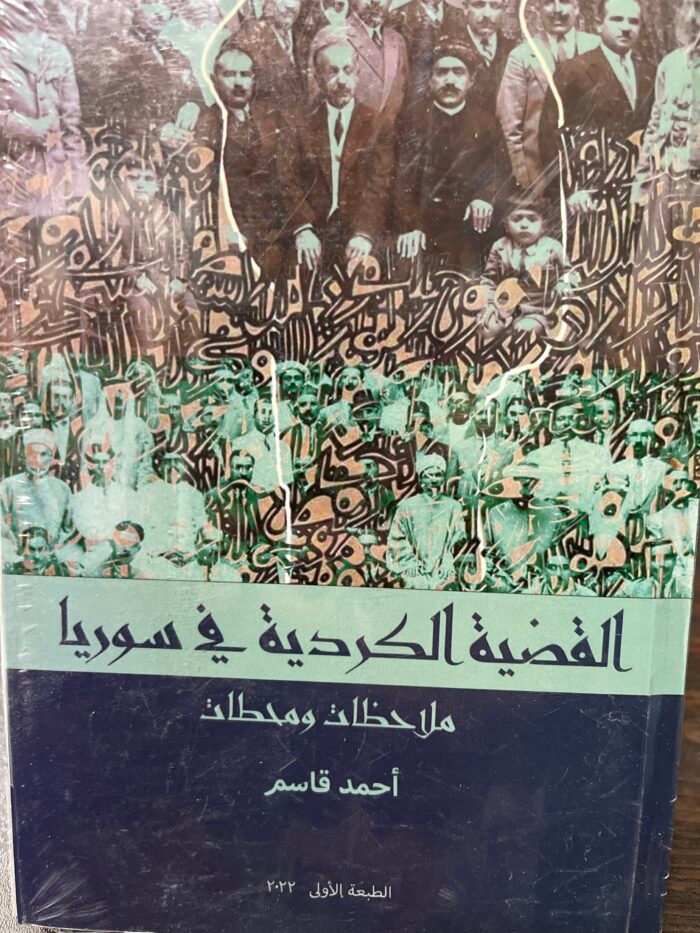 القضية الكردية في سوريا
ملاحظات ومحطات
أحمد قاسم
الطبعة الأولى ٢٠٢٢